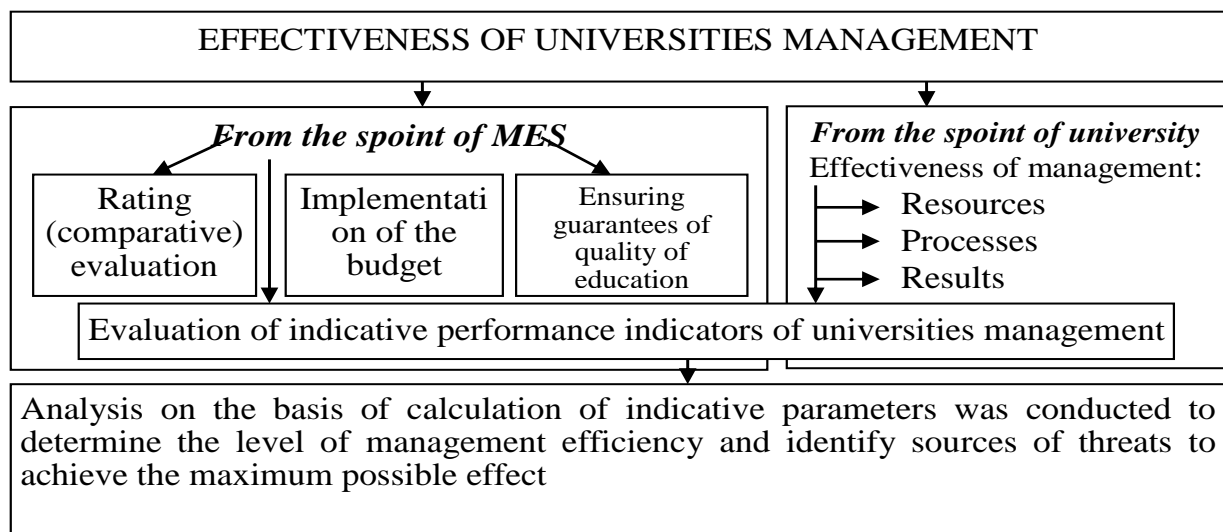 EFFECTIVENESS OF UNIVERSITIES MANAGEMENT
From the spoint of MES
Rating
(comparative)
evaluation
Implementati
on of the
budget
Ensuring
guarantees of
quality of
education
From the spoint of university
Effectiveness of management:
Resources
Processes
Results
Evaluation of indicative performance indicators of universities management
Analysis on the basis of calculation of indicative parameters was conducted to
determine the level of management efficiency and identify sources of threats to
achieve the maximum possible effect